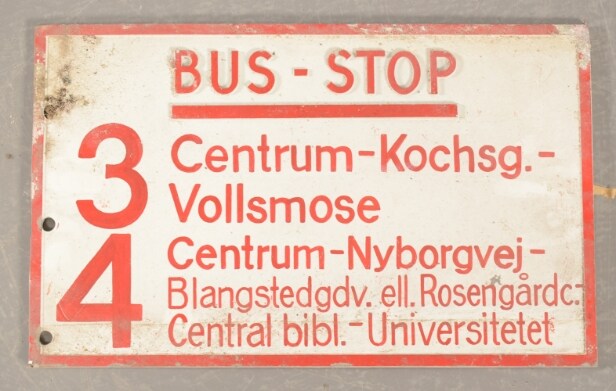 BUS - STOP
3 Centrum-Kochsg.-
Vollsmose
4 Centrum-Nyborgvej-
Blangstedgdv. ell. Rosengårdc.-
Central bibl.-Universitetet